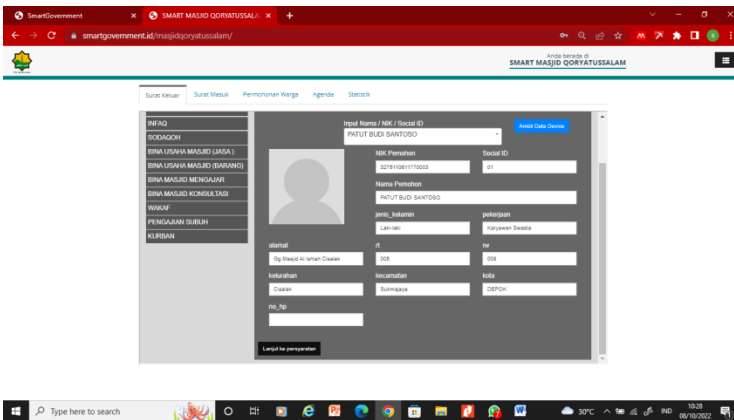 SmartGovernment
SMART MASJID QORYATUSSALA
smartgovernment.id/masjidqoryatussalam/
Anda berada di
SMART MASJID QORYATUSSALAM
Surat Keluar Surat Masuk Permohonan Warga Agenda Statistik
INFAQ
SODAQOH
BINA USAHA MASJID (JASA )
BINA USAHA MASJID (BARANG)
BINA MASJID MENGAJAR
BINA MASJID KONSULTASI
WAKAF
PENGAJIAN SUBUH
KURBAN
Input Nama / NIK / Social ID
PATUT BUDI SANTOSO
Ambil Data Device
NIK Pemohon Social ID
01
Nama Pemohon
PATUT BUDI SANTOSO
jenis_kelamin pekerjaan
Laki-laki Karyawan Swasta
alamat rt rw
Gg.Masjid Al Ishlah Cisalak 005 008
kelurahan kecamatan kota
Cisalak Sukmajaya DEPOK
no_hp
Lanjut ke persyaratan
Type here to search
30°C IND
10:28
08/10/2022